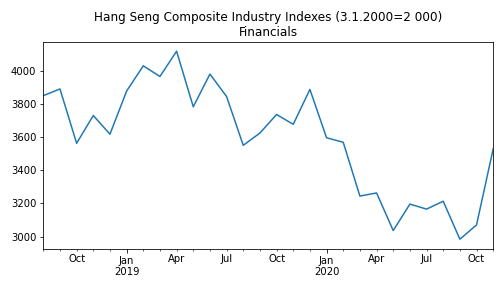 Hang Seng Composite Industry Indexes (3.1.2000=2 000)
Financials
4000
3800
3600
3400
3200
3000
Oct
Jan
2019
Apr
Jul
Oct
Jan
2020
Apr
Jul
Oct